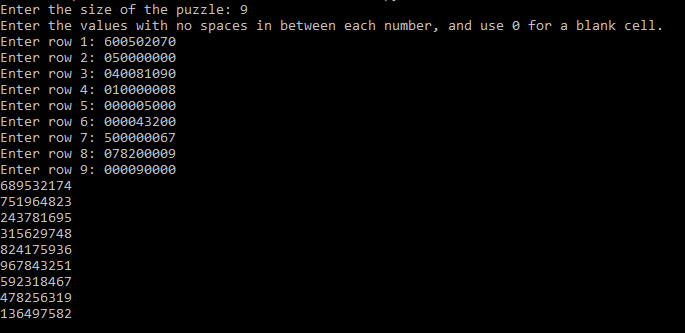 Enter the size of the puzzle: 9
Enter the values with no spaces in between each number, and use 0 for a blank cell.
Enter row 1: 600502070
Enter row 2: 050000000
Enter row 3: 040081090
Enter row 4: 010000008
Enter row 5: 000005000
Enter row 6: 000043200
Enter row 7: 500000067
Enter row 8: 078200009
Enter row 9: 000090000
689532174
751964823
243781695
315629748
824175936
967843251
592318467
478256319
136497582